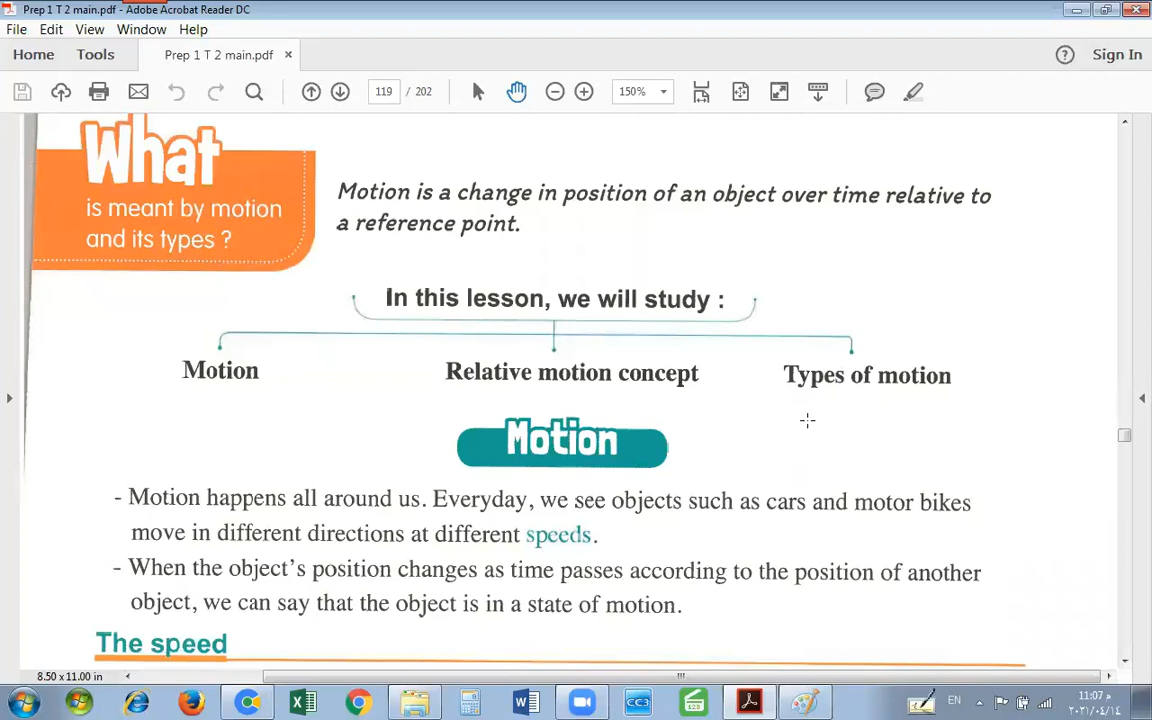 Prep 1 T 2 main.pdf - Adobe Acrobat Reader DC
File Edit View Window Help
Home Tools Prep 1 T 2 main.pdf ×
? Sign In
119 / 202 150%
What
is meant by motion
and its types ?
Motion is a change in position of an object over time relative to
a reference point.
In this lesson, we will study :
Motion Relative motion concept Types of motion
Motion
- Motion happens all around us. Everyday, we see objects such as cars and motor bikes
move in different directions at different speeds.
- When the object's position changes as time passes according to the position of another
object, we can say that the object is in a state of motion.
The speed
8.50 x 11.00 in
CC3 123 EN
11:07 م
٢٠٢١/٠٤/١٤